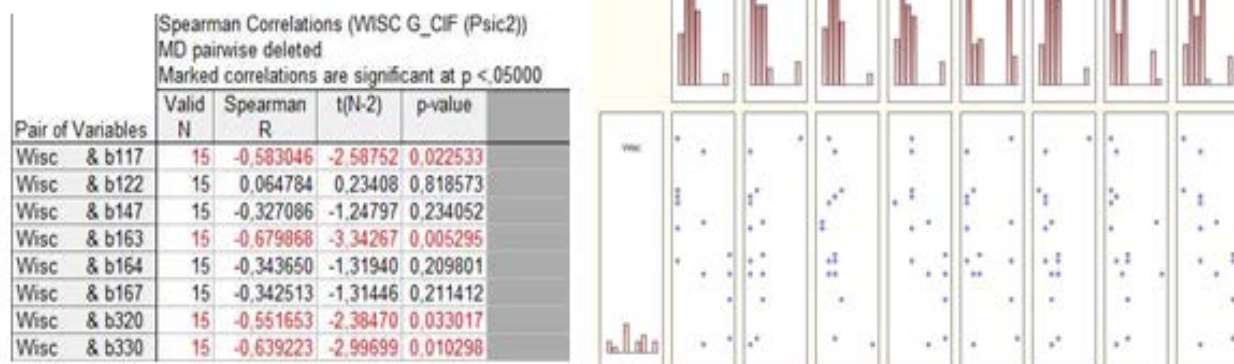 Spearman Correlations (WISC G_CIF (Psic2))
MD pairwise deleted
Marked correlations are significant at p <,05000
Pair of Variables Valid N Spearman R t(N-2) p-value
Wisc & b117 15 -0,583046 -2,58752 0,022533
Wisc & b122 15 0,064784 0,23408 0,818573
Wisc & b147 15 -0,327086 -1,24797 0,234052
Wisc & b163 15 -0,679868 -3,34267 0,005295
Wisc & b164 15 -0,343650 -1,31940 0,209801
Wisc & b167 15 -0,342513 -1,31446 0,211412
Wisc & b320 15 -0,551653 -2,38470 0,033017
Wisc & b330 15 -0,639223 -2,99699 0,010298
Wisc